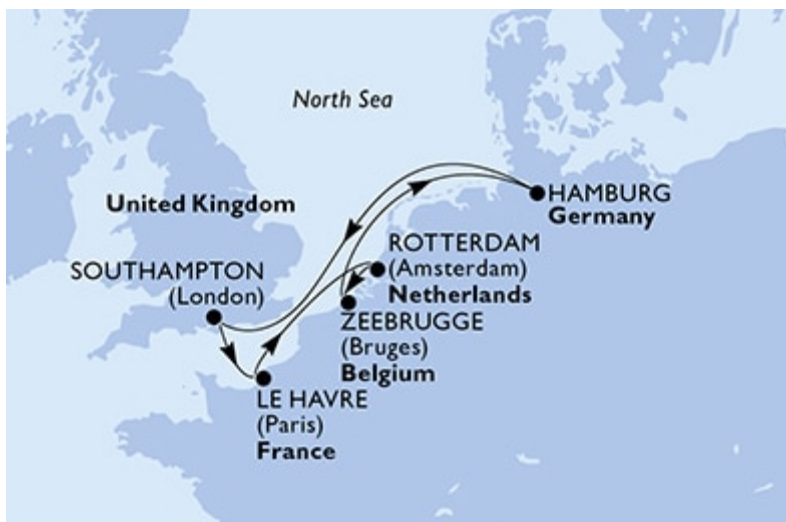 North Sea
United Kingdom
HAMBURG
Germany
ROTTERDAM
(Amsterdam)
Netherlands
SOUTHAMPTON
(London)
ZEEBRUGGE
(Bruges)
Belgium
LE HAVRE
(Paris)
France